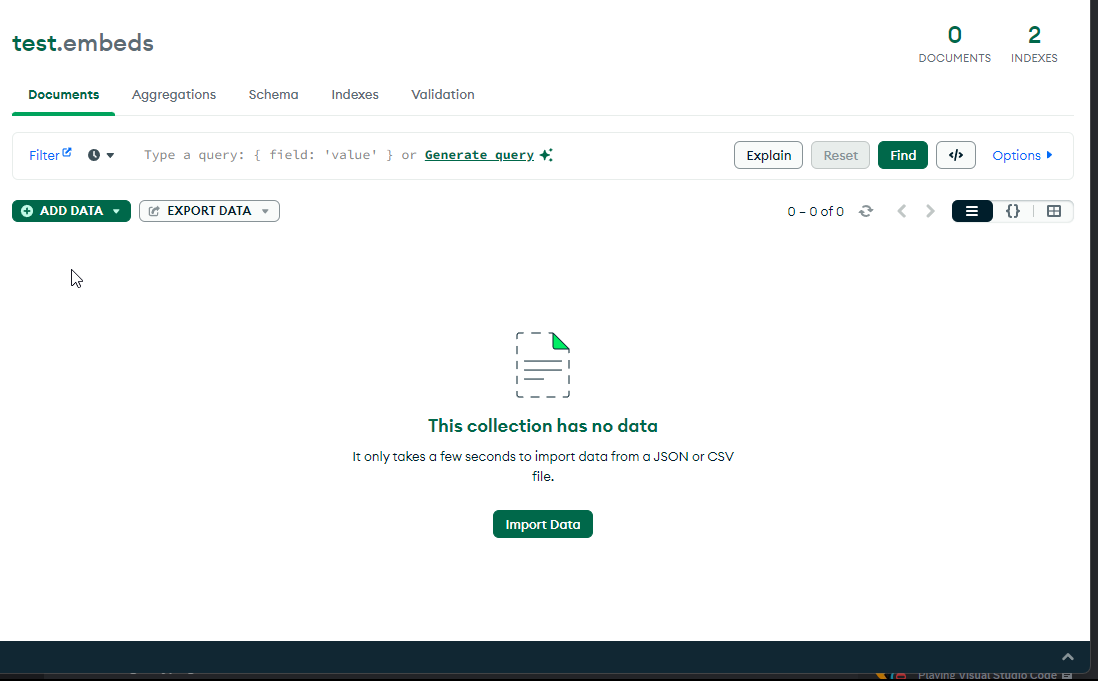 test.embeds
0 2
DOCUMENTS INDEXES
Documents Aggregations Schema Indexes Validation
Filter Type a query: { field: 'value' } or Generate query Explain Reset Find </> Options
ADD DATA EXPORT DATA 0 – 0 of 0 {}
This collection has no data
It only takes a few seconds to import data from a JSON or CSV
file.
Import Data
Playing Visual Studio Code